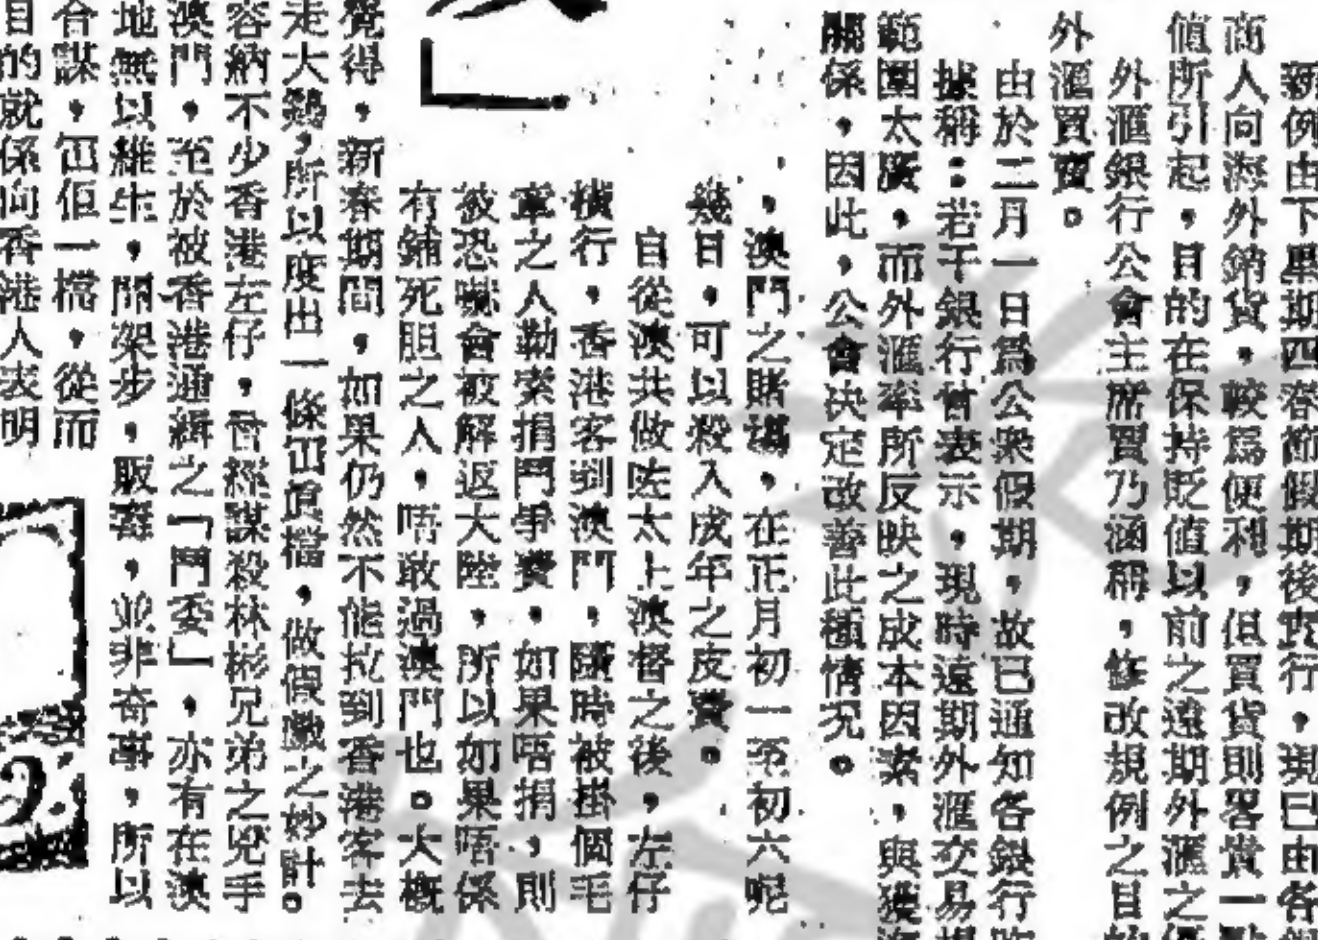 新例由下星期四春節假期後實行，現已由各銀
商人向海外銷貨，較爲便利，但買貨則畧貴一點
值所引起，目的在保持貶值以前之遠期外滙之
外滙銀行公會主席賈乃涵稱，修改規例之目的
外滙買賣。
由於二月一日爲公衆假期，故已通知各銀行
據稱：若干銀行曾表示，現時遠期外滙交易
範圍太廣，而外滙率所反映之成本因素，與獲
關係，因此，公會決定改善此種情况。
，澳門之賭塲，在正月初一至初六呢
幾日，可以殺入成年之皮費。
自從澳共做咗太上澳督之後，左仔
橫行，香港客到澳門，隨時被掛個毛
章之人勒索捐鬥爭費，如果唔捐，則
被恐嚇會被解返大陸，所以如果唔係
有鋪死胆之人，唔敢過澳門也。大槪
覺得，新春期間，如果仍然不能拉到香港客去
走大鷄，所以度出一條冚眞檔，做假戲之妙計。
容納不少香港左仔，曾經謀殺林彬兄弟之兇手
澳門，至於被香港通緝之「鬥委」，亦有在澳
地無以維生，開架步，販毒，並非奇事，所以
合謀，冚佢一檔，從而
目的就係向香港人表明